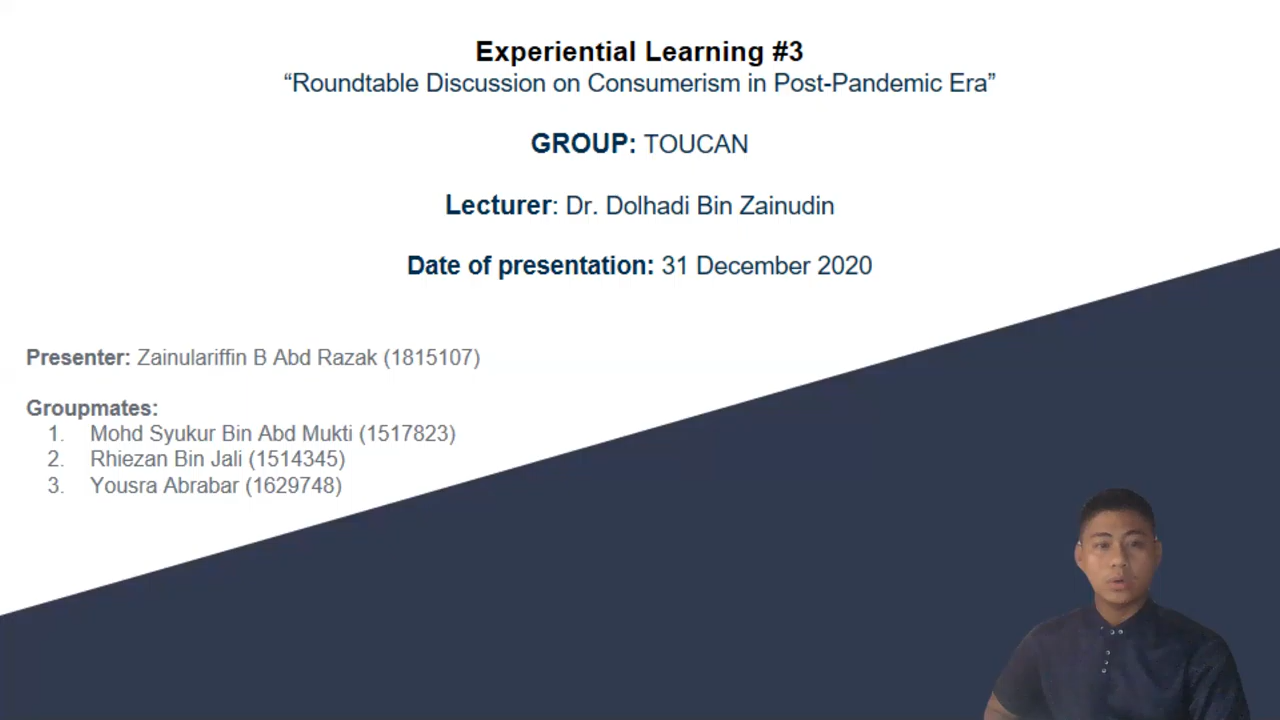 Experiential Learning #3
“Roundtable Discussion on Consumerism in Post-Pandemic Era”
GROUP: TOUCAN
Lecturer: Dr. Dolhadi Bin Zainudin
Date of presentation: 31 December 2020
Presenter: Zainulariffin B Abd Razak (1815107)
Groupmates:
1. Mohd Syukur Bin Abd Mukti (1517823)
2. Rhiezan Bin Jali (1514345)
3. Yousra Abrabar (1629748)